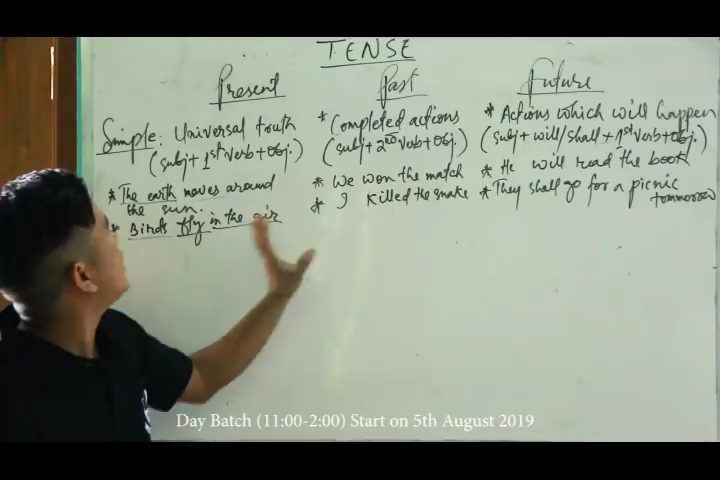 TENSE
Present
Past
Future
Simple: Universal truth
(subj + 1st verb + Obj.)
* The earth moves around
the sun.
* Birds fly in the air
* Completed actions
(subj + 2nd verb + Obj.)
* We won the match
* I killed the snake
* Actions which will happen
(subj + will/shall + 1st verb + Obj.)
* He will read the book
* They shall go for a picnic
tommorrow
Day Batch (11:00-2:00) Start on 5th August 2019